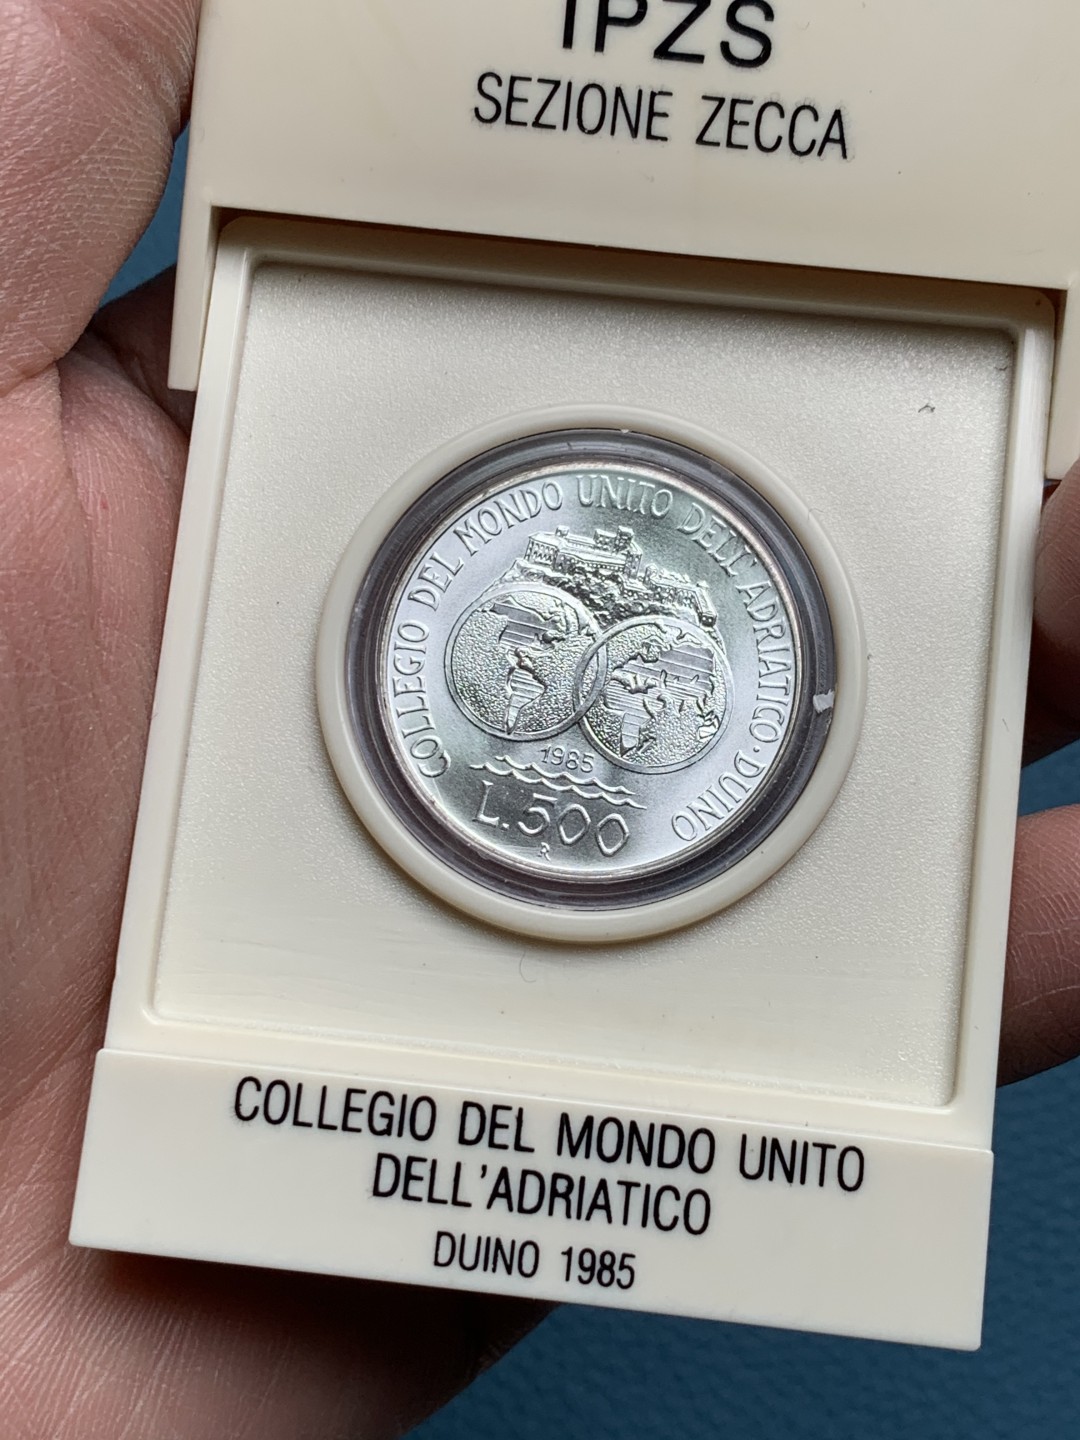 IPZS
SEZIONE ZECCA
COLLEGIO DEL MONDO UNITO DELL'ADRIATICO · DUINO
1985
L.500
R
COLLEGIO DEL MONDO UNITO
DELL'ADRIATICO
DUINO 1985